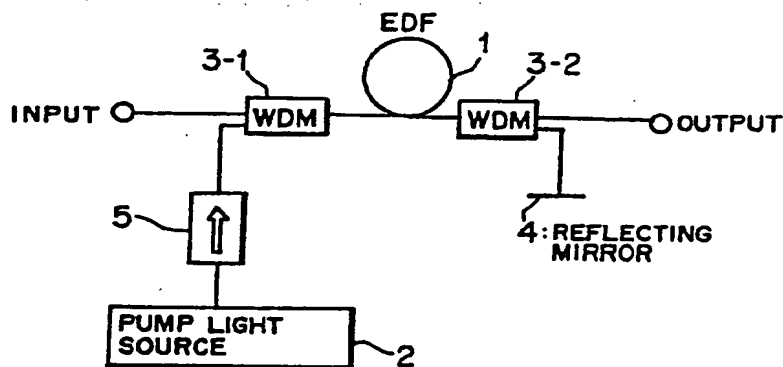 EDF
1
3-1
3-2
INPUT
WDM
WDM
OUTPUT
5
4: REFLECTING
MIRROR
PUMP LIGHT
SOURCE
2